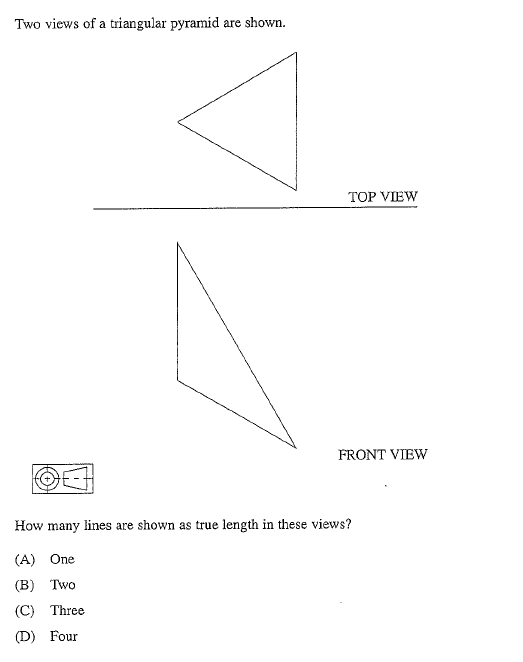 Two views of a triangular pyramid are shown.
TOP VIEW
FRONT VIEW
How many lines are shown as true length in these views?
(A) One
(B) Two
(C) Three
(D) Four